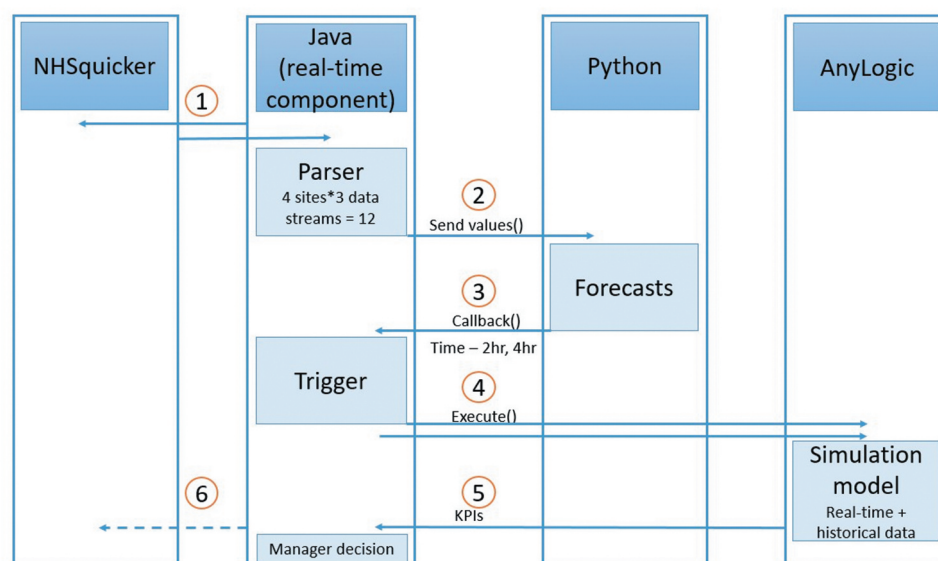 NHSquicker
Java
(real-time
component)
Python
AnyLogic
1
Parser
4 sites*3 data
streams = 12
2
Send values()
Forecasts
3
Callback()
Time – 2hr, 4hr
Trigger
4
Execute()
Simulation
model
Real-time +
historical data
5
KPIs
6
Manager decision